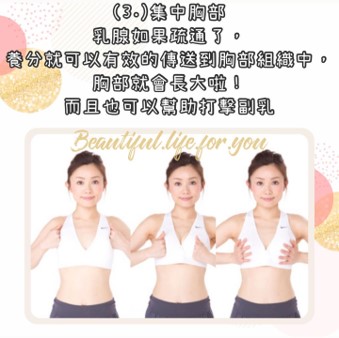 (3.)集中胸部
乳腺如果疏通了，
養分就可以有效的傳送到胸部組織中，
胸部就會長大啦！
而且也可以幫助打擊副乳
Beautiful.life.for.you